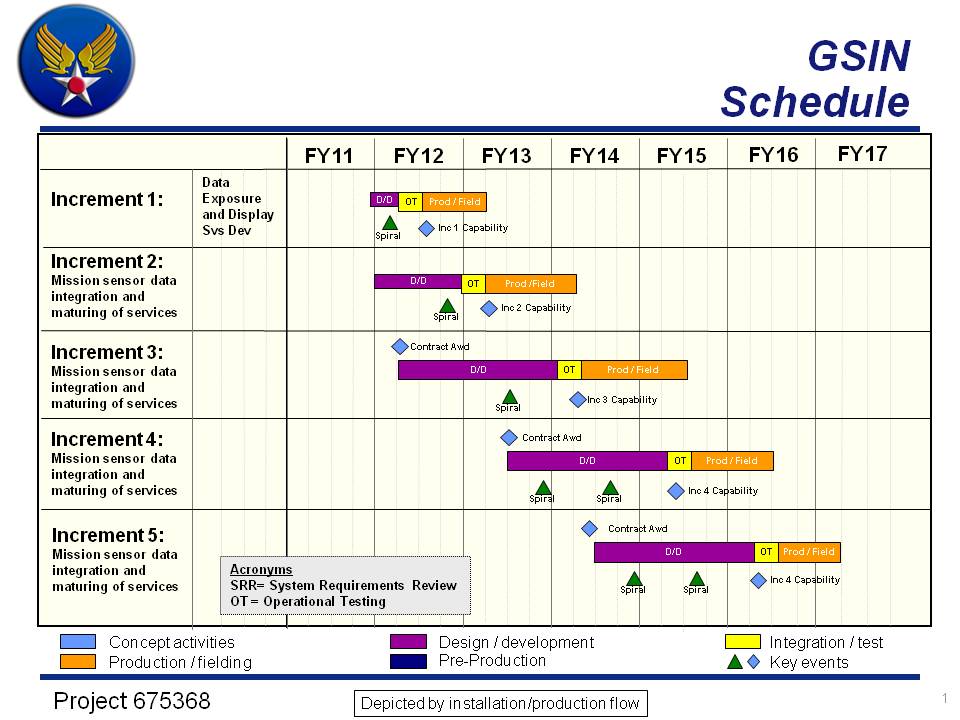 GSIN
Schedule
FY11 FY12 FY13 FY14 FY15 FY16 FY17
Increment 1:
Data
Exposure
and Display
Svs Dev
D/D OT Prod / Field
Spiral
Inc 1 Capability
Increment 2:
Mission sensor data
integration and
maturing of services
D/D OT Prod /Field
Spiral
Inc 2 Capability
Increment 3:
Mission sensor data
integration and
maturing of services
Contract Awd
D/D OT Prod / Field
Spiral
Inc 3 Capability
Increment 4:
Mission sensor data
integration and
maturing of services
Contract Awd
D/D OT Prod / Field
Spiral Spiral
Inc 4 Capability
Increment 5:
Mission sensor data
integration and
maturing of services
Contract Awd
D/D OT Prod / Field
Spiral Spiral
Inc 4 Capability
Acronyms
SRR= System Requirements Review
OT = Operational Testing
Concept activities Design / development Integration / test
Production / fielding Pre-Production Key events
Project 675368
Depicted by installation/production flow
1